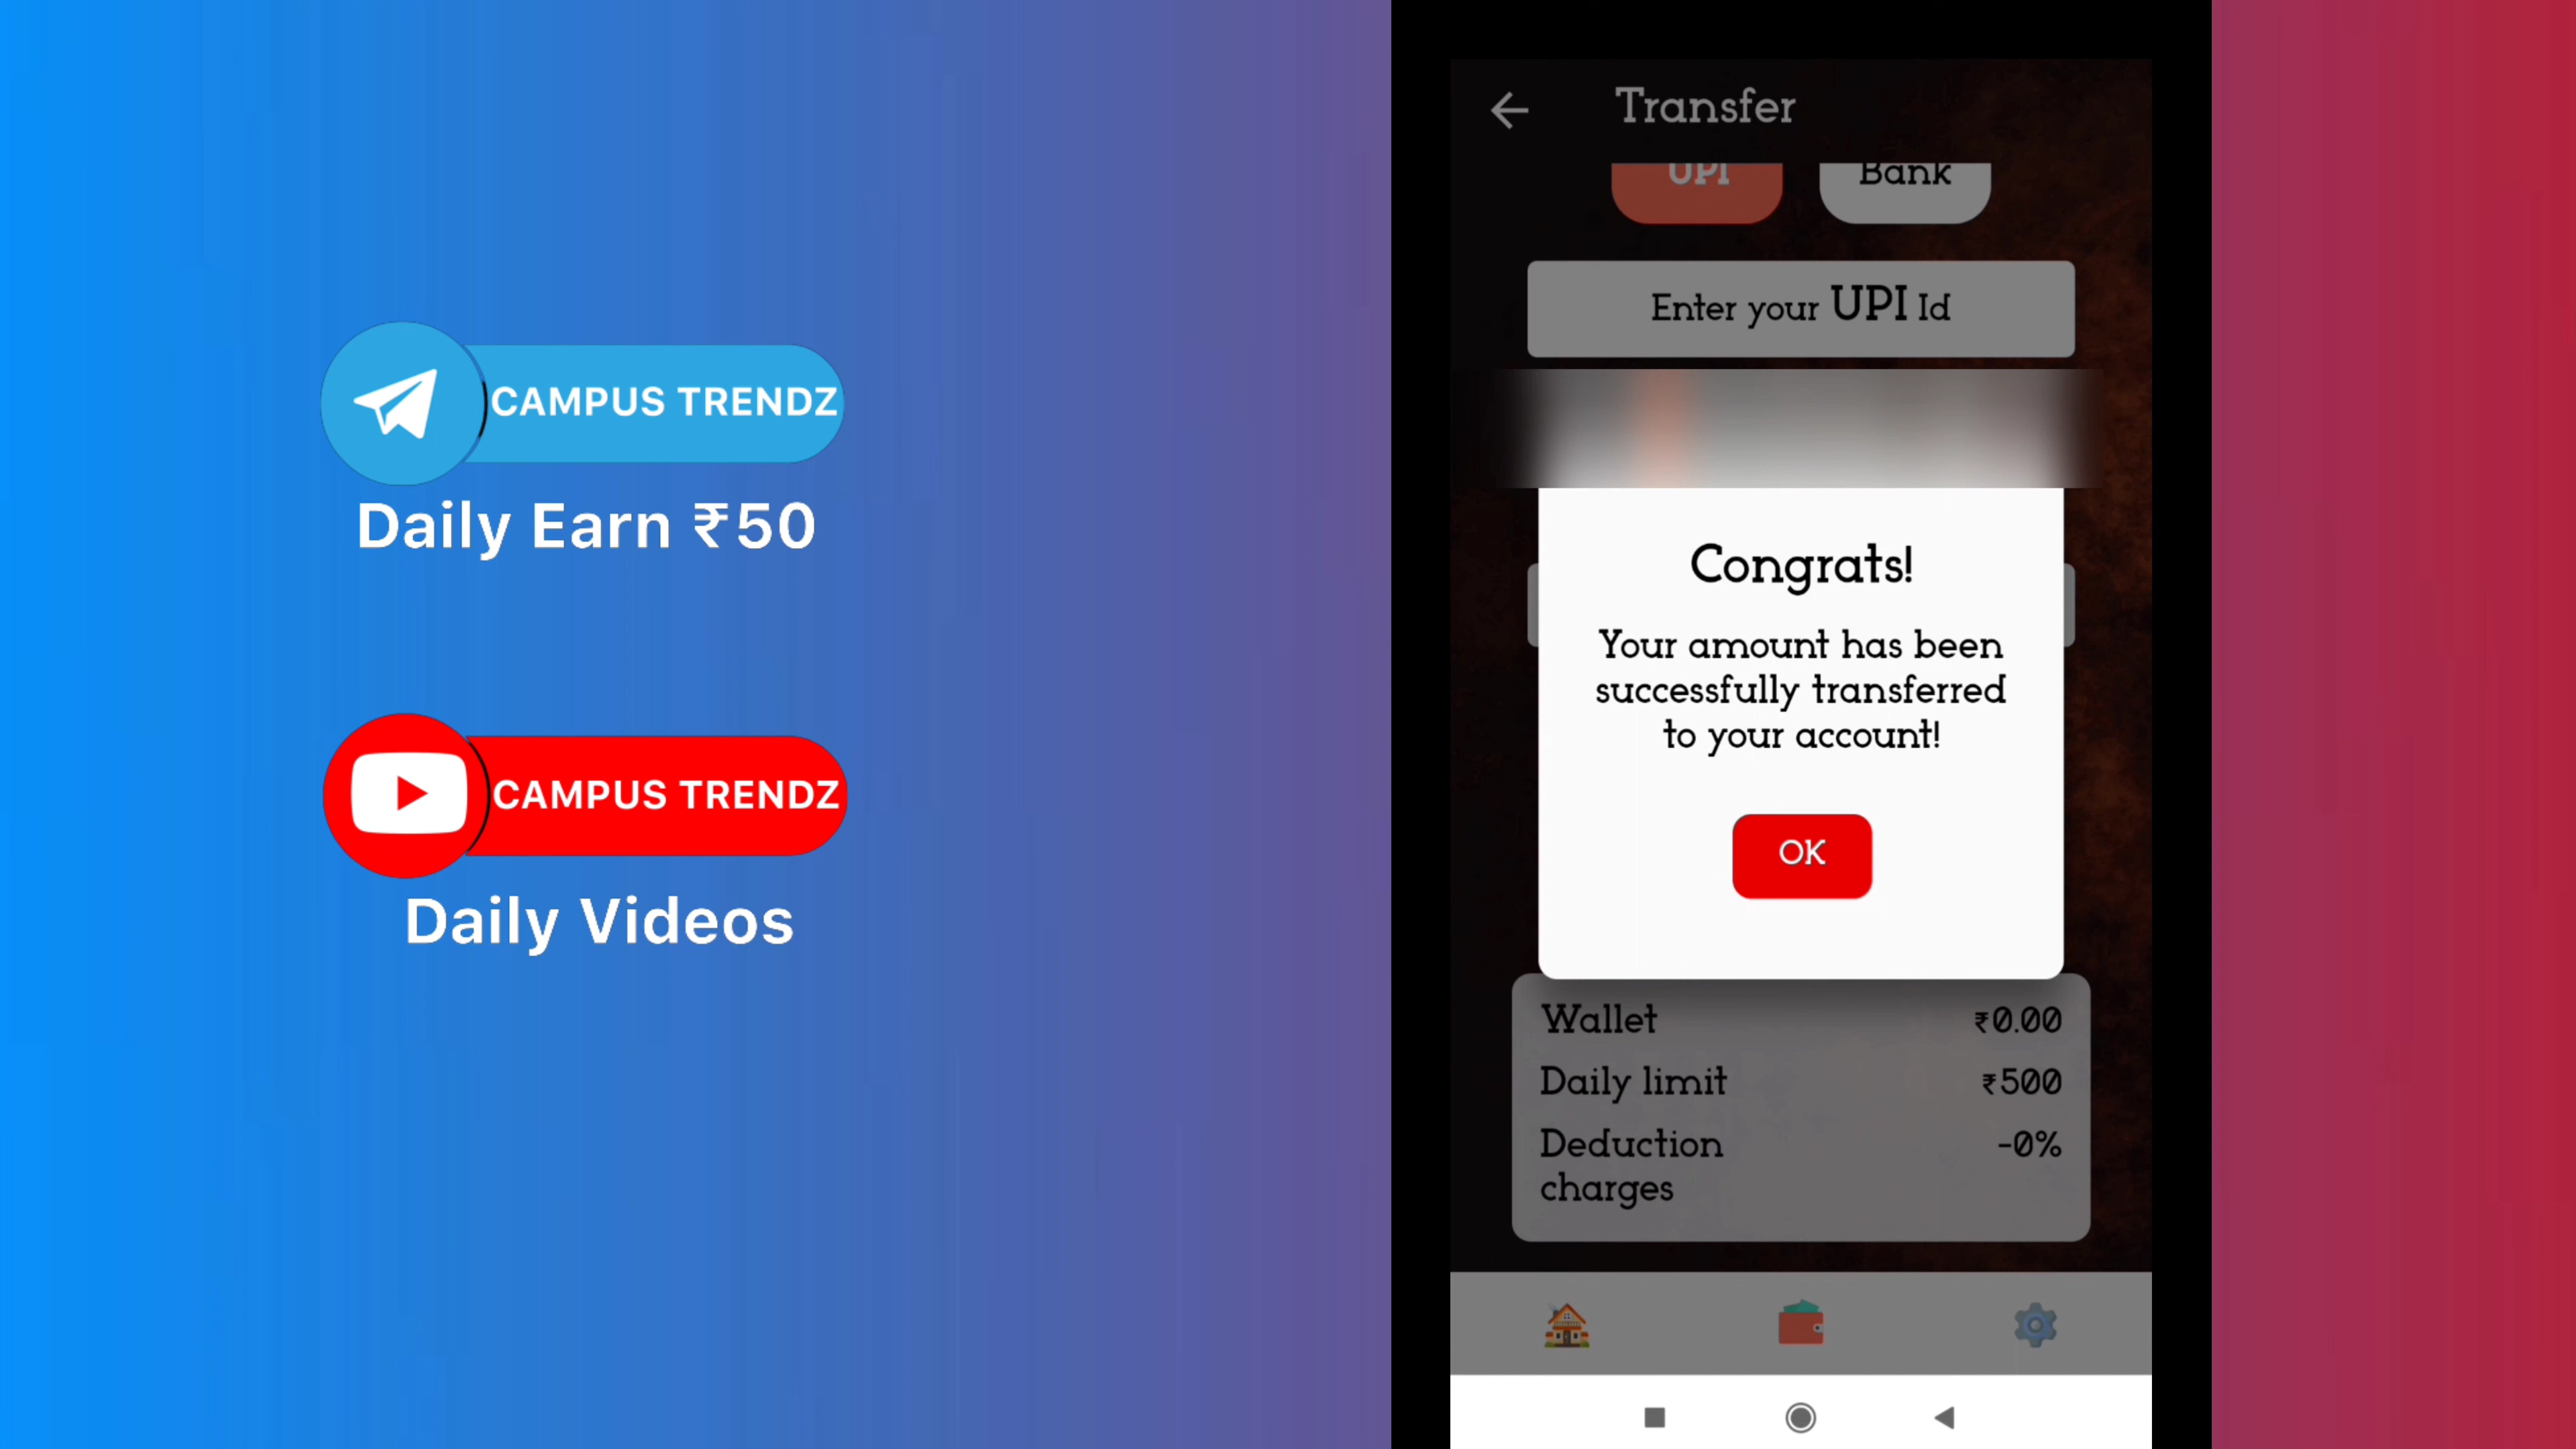 CAMPUS TRENDZ
Daily Earn ₹50
CAMPUS TRENDZ
Daily Videos
Transfer
UPI
Bank
Enter your UPI Id
Congrats!
Your amount has been
successfully transferred
to your account!
OK
Wallet ₹0.00
Daily limit ₹500
Deduction -0%
charges